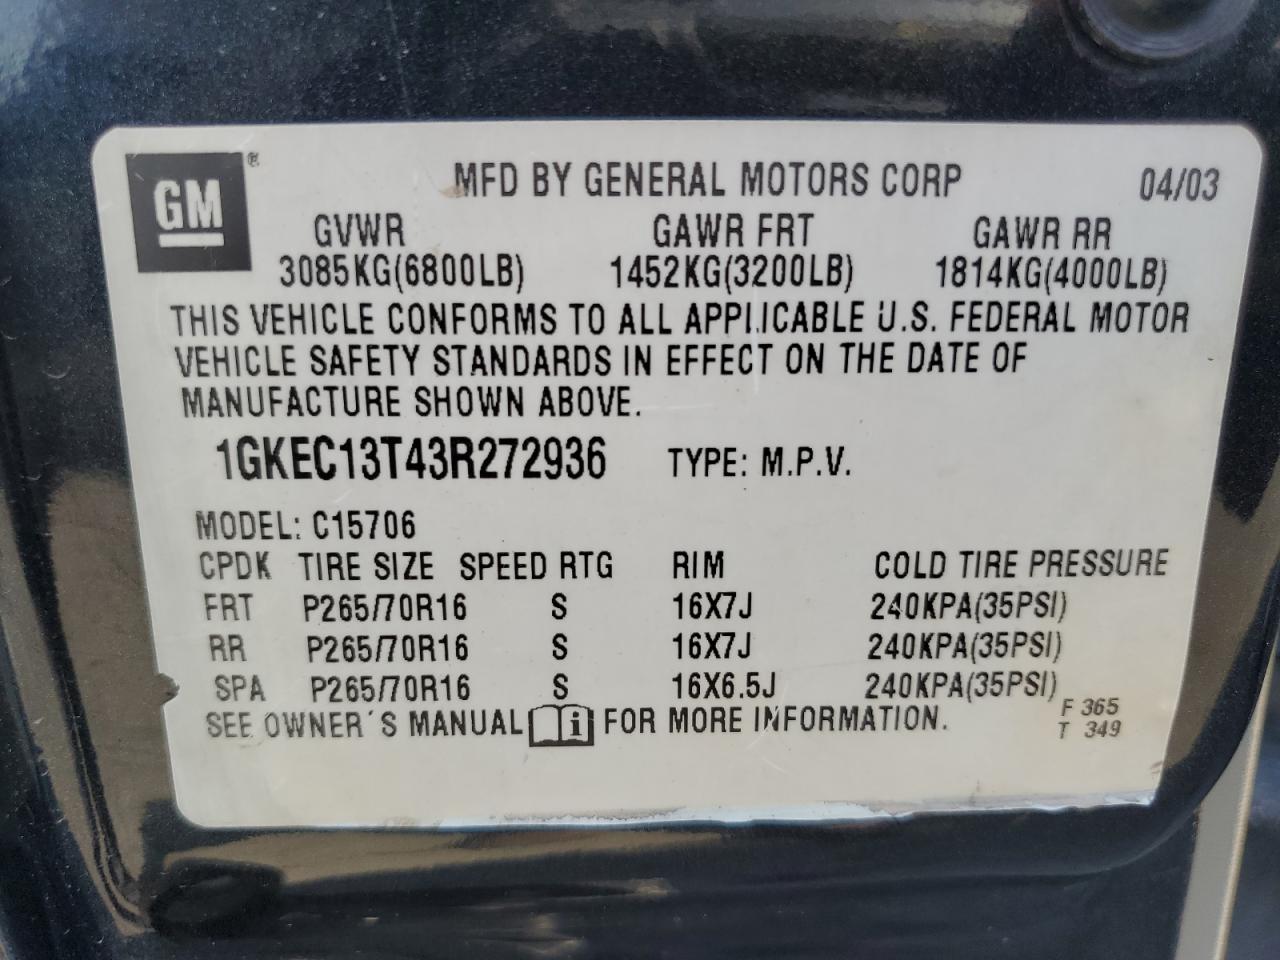 GM®
MFD BY GENERAL MOTORS CORP 04/03
GVWR GAWR FRT GAWR RR
3085KG(6800LB) 1452KG(3200LB) 1814KG(4000LB)
THIS VEHICLE CONFORMS TO ALL APPLICABLE U.S. FEDERAL MOTOR
VEHICLE SAFETY STANDARDS IN EFFECT ON THE DATE OF
MANUFACTURE SHOWN ABOVE.
1GKEC13T43R272936 TYPE: M.P.V.
MODEL: C15706
CPDK TIRE SIZE SPEED RTG RIM COLD TIRE PRESSURE
FRT P265/70R16 S 16X7J 240KPA(35PSI)
RR P265/70R16 S 16X7J 240KPA(35PSI)
SPA P265/70R16 S 16X6.5J 240KPA(35PSI)
SEE OWNER'S MANUAL i FOR MORE INFORMATION.
F 365
T 349